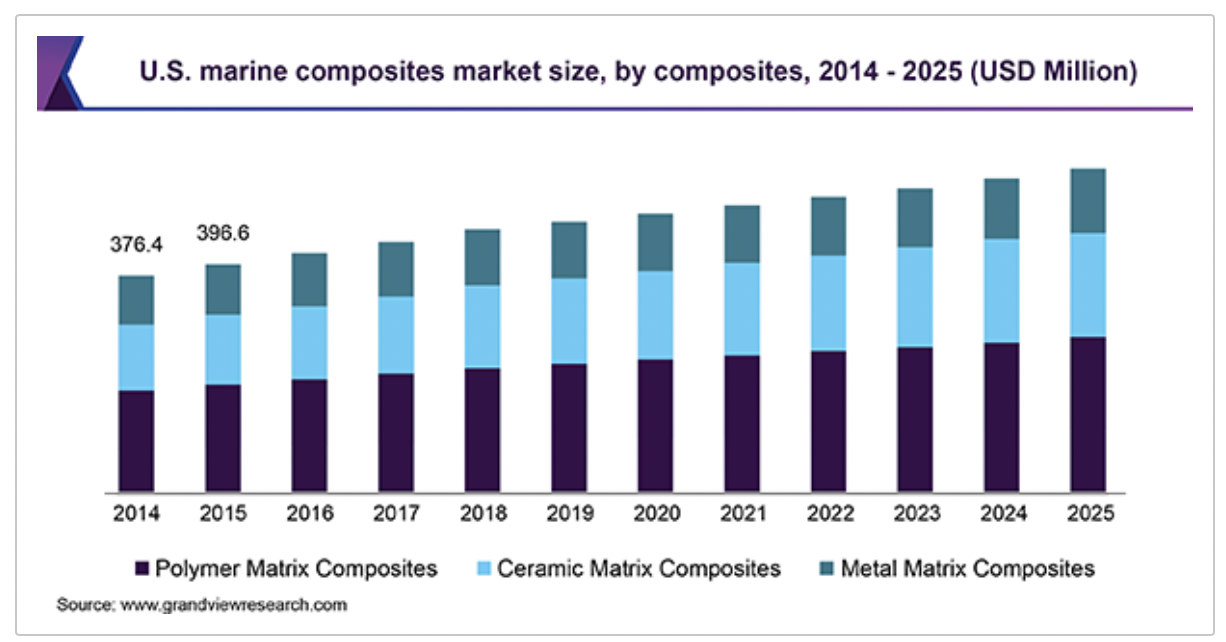 U.S. marine composites market size, by composites, 2014 - 2025 (USD Million)
376.4
396.6
2014 2015 2016 2017 2018 2019 2020 2021 2022 2023 2024 2025
Polymer Matrix Composites Ceramic Matrix Composites Metal Matrix Composites
Source: www.grandviewresearch.com